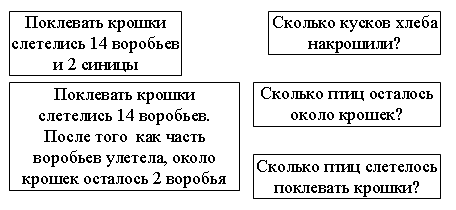 Поклевать крошки
слетелись 14 воробьев
и 2 синицы
Поклевать крошки
слетелись 14 воробьев.
После того как часть
воробьев улетела, около
крошек осталось 2 воробья
Сколько кусков хлеба
накрошили?
Сколько птиц осталось
около крошек?
Сколько птиц слетелось
поклевать крошки?